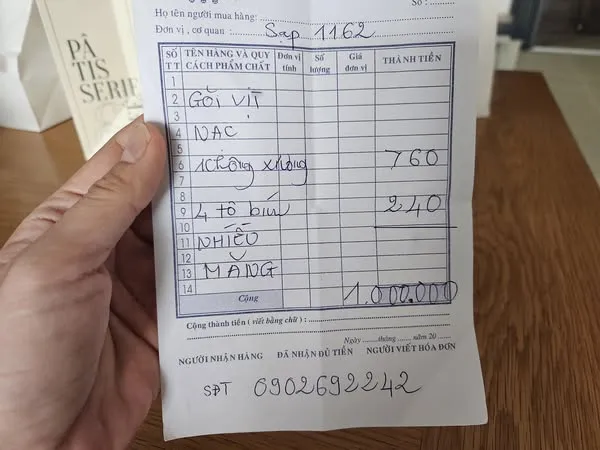 PÂ
TIS
SERIE
Số :
Họ tên người mua hàng:
Đơn vị, cơ quan : Sạp 1162
SỐ TT TÊN HÀNG VÀ QUY CÁCH PHẨM CHẤT Đơn vị tính Số lượng Giá đơn vị THÀNH TIỀN
1
2 GỎI VỊT
3
4 NẠC
5
6 1 không xương 760
7
8
9 4 tô bún 240
10
11 NHIỀU
12
13 MĂNG
14
Cộng 1.000.000
Cộng thành tiền ( viết bằng chữ ) :
Ngày ...... tháng ...... năm 20 ....
NGƯỜI NHẬN HÀNG ĐÃ NHẬN ĐỦ TIỀN NGƯỜI VIẾT HÓA ĐƠN
SĐT 0902692242